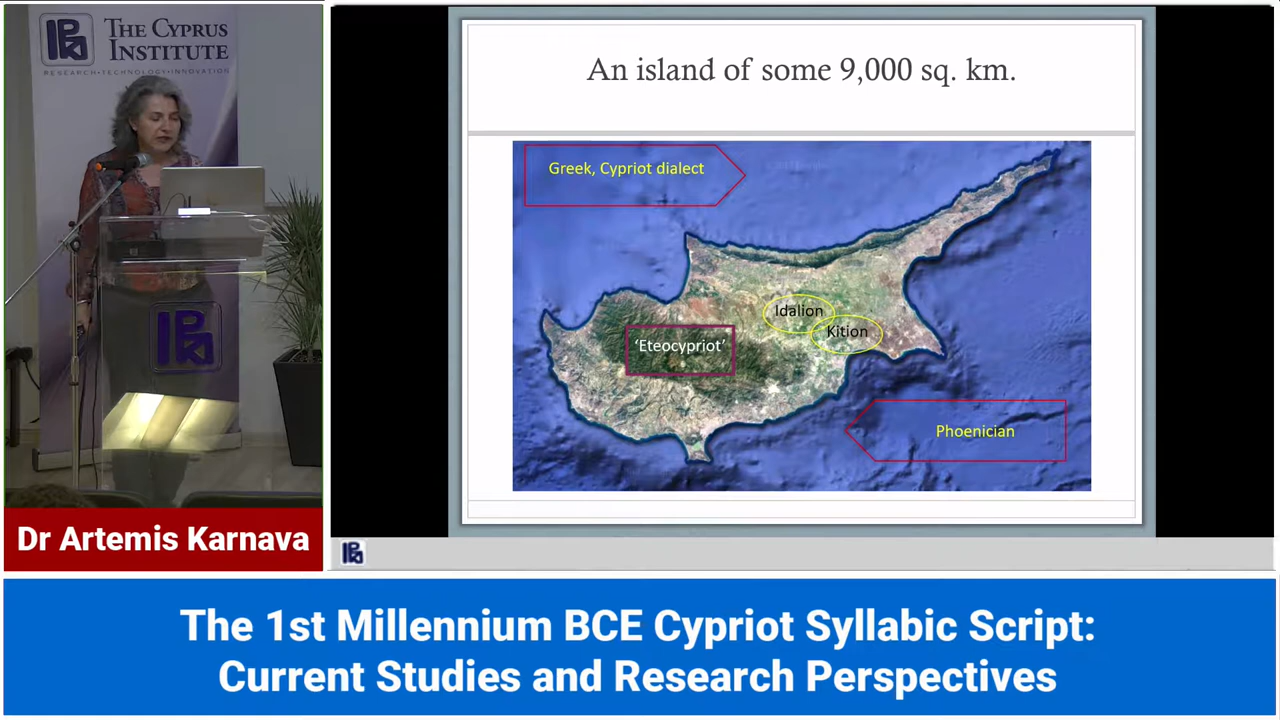 THE CYPRUS
INSTITUTE
RESEARCH•TECHNOLOGY•INNOVATION
An island of some 9,000 sq. km.
Greek, Cypriot dialect
Idalion
Kition
‘Eteocypriot’
Phoenician
Dr Artemis Karnava
The 1st Millennium BCE Cypriot Syllabic Script:
Current Studies and Research Perspectives